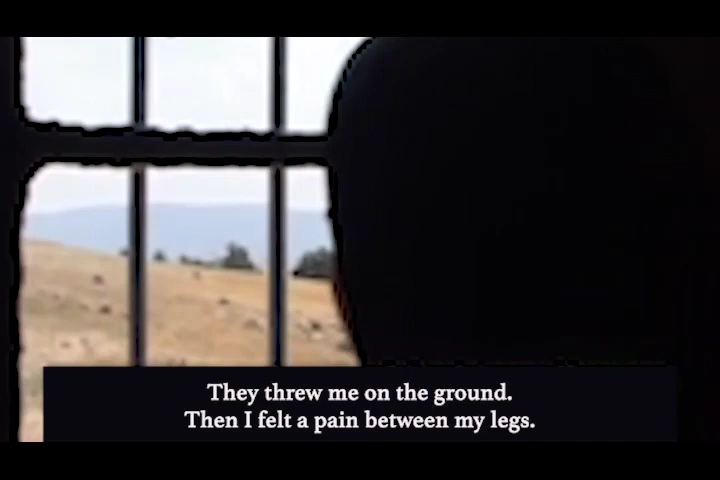 They threw me on the ground.
Then I felt a pain between my legs.